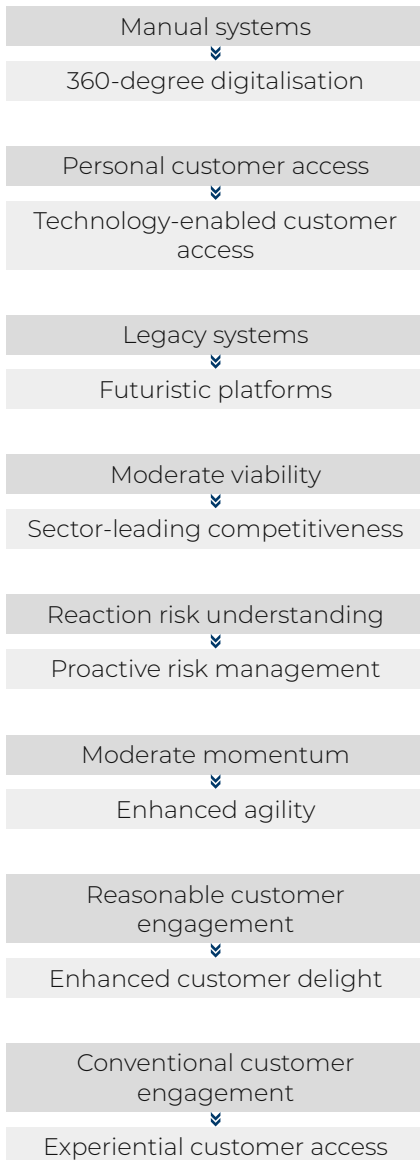 Manual systems
360-degree digitalisation
Personal customer access
Technology-enabled customer
access
Legacy systems
Futuristic platforms
Moderate viability
Sector-leading competitiveness
Reaction risk understanding
Proactive risk management
Moderate momentum
Enhanced agility
Reasonable customer
engagement
Enhanced customer delight
Conventional customer
engagement
Experiential customer access